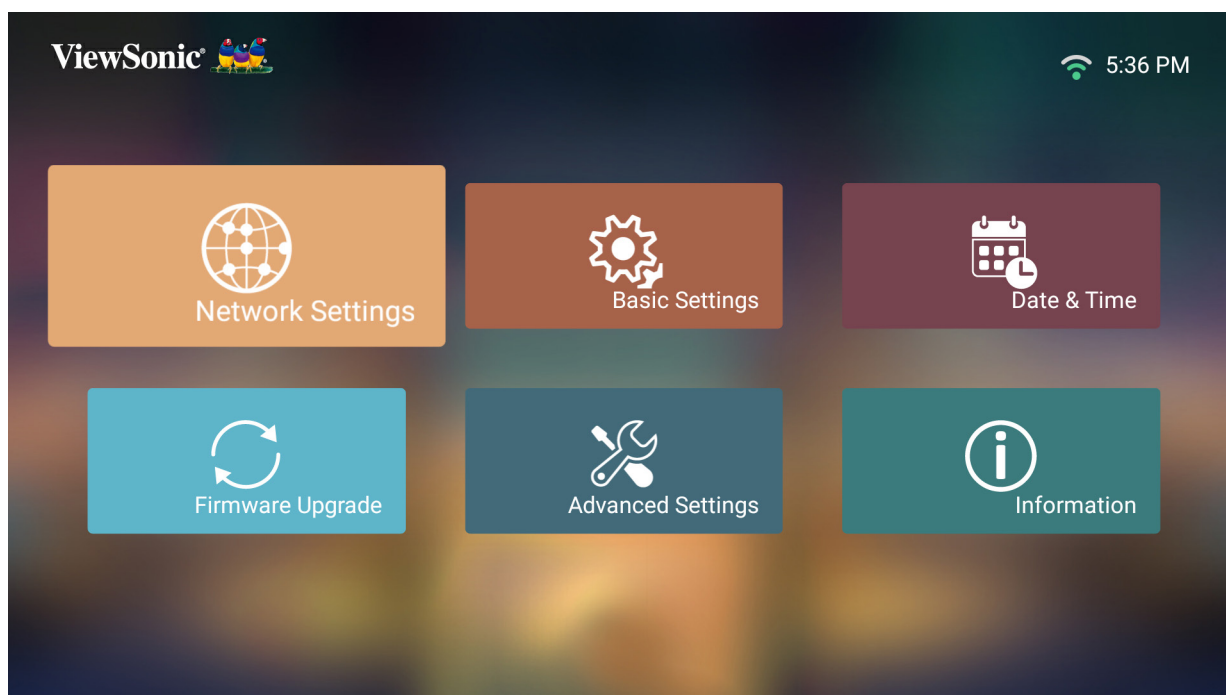 ViewSonic®
5:36 PM
Network Settings
Basic Settings
Date & Time
Firmware Upgrade
Advanced Settings
Information